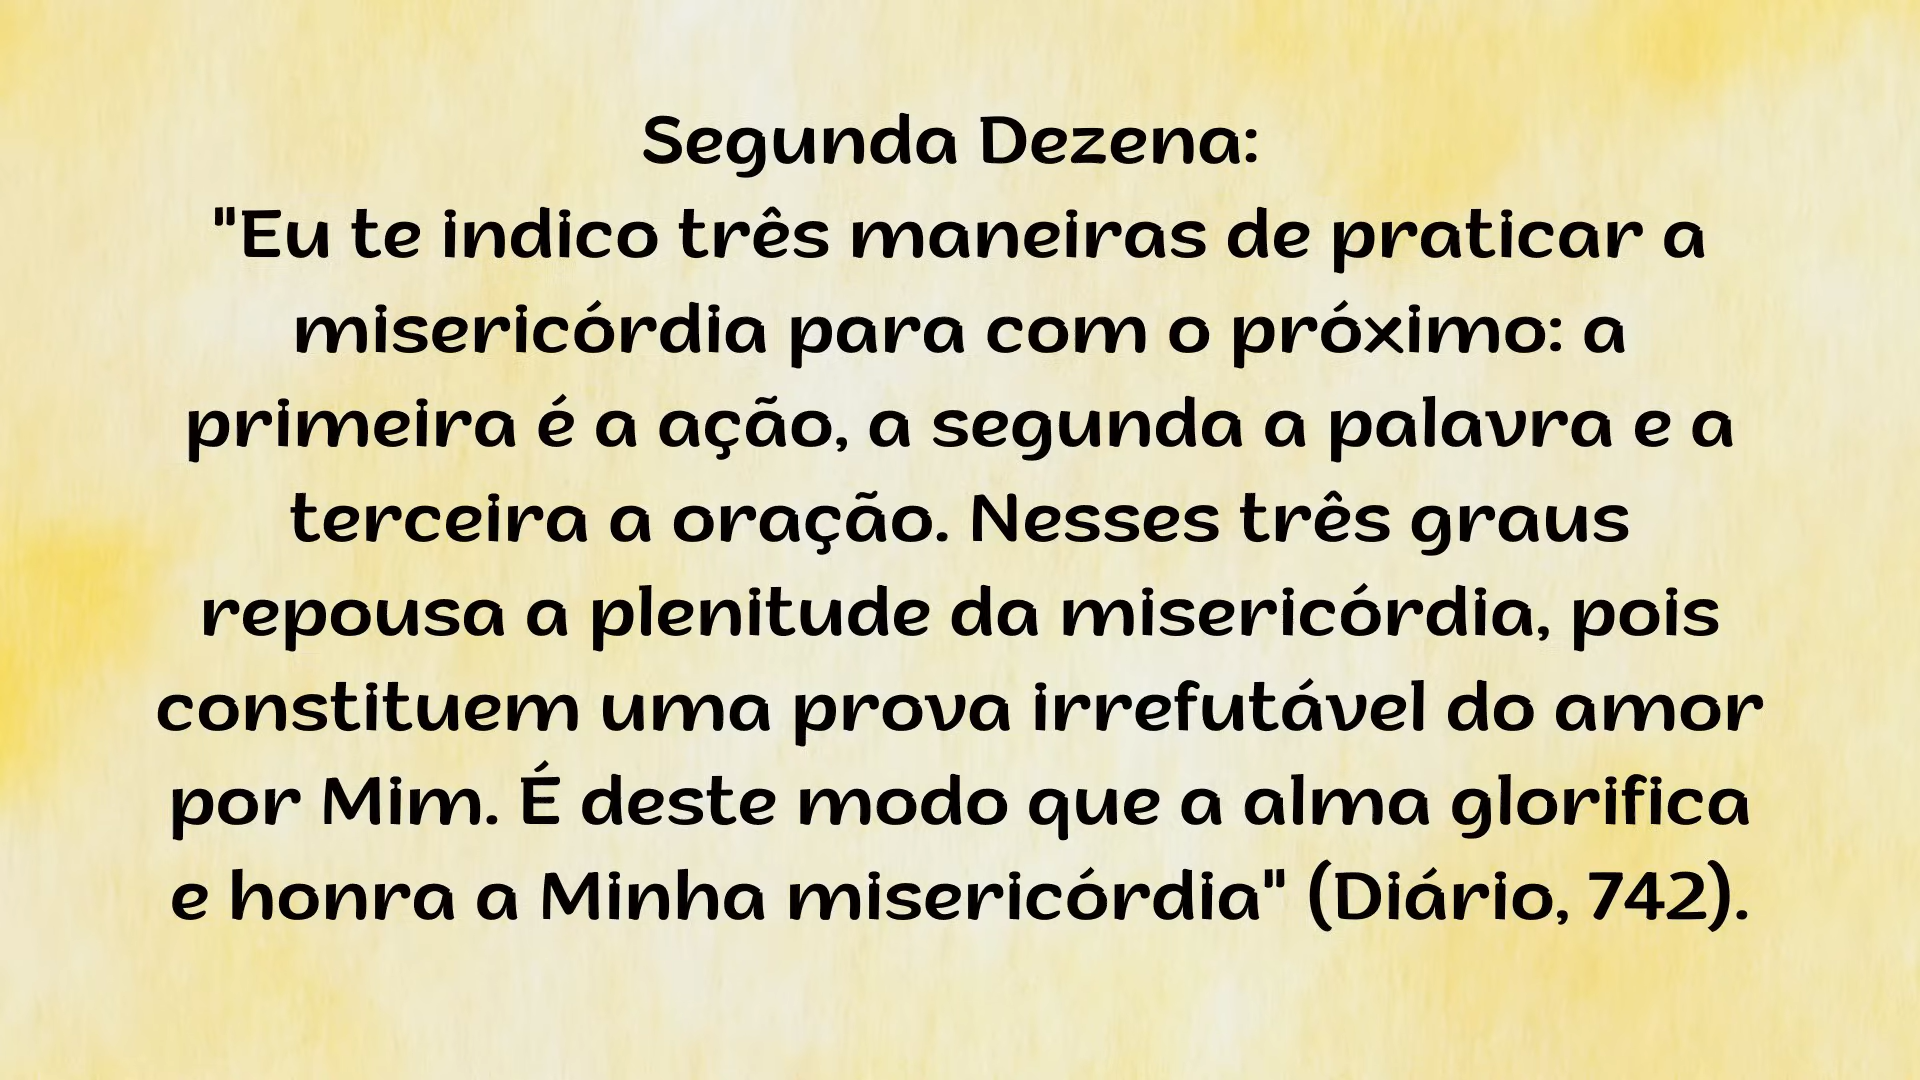 Segunda Dezena:
"Eu te indico três maneiras de praticar a
misericórdia para com o próximo: a
primeira é a ação, a segunda a palavra e a
terceira a oração. Nesses três graus
repousa a plenitude da misericórdia, pois
constituem uma prova irrefutável do amor
por Mim. É deste modo que a alma glorifica
e honra a Minha misericórdia" (Diário, 742).